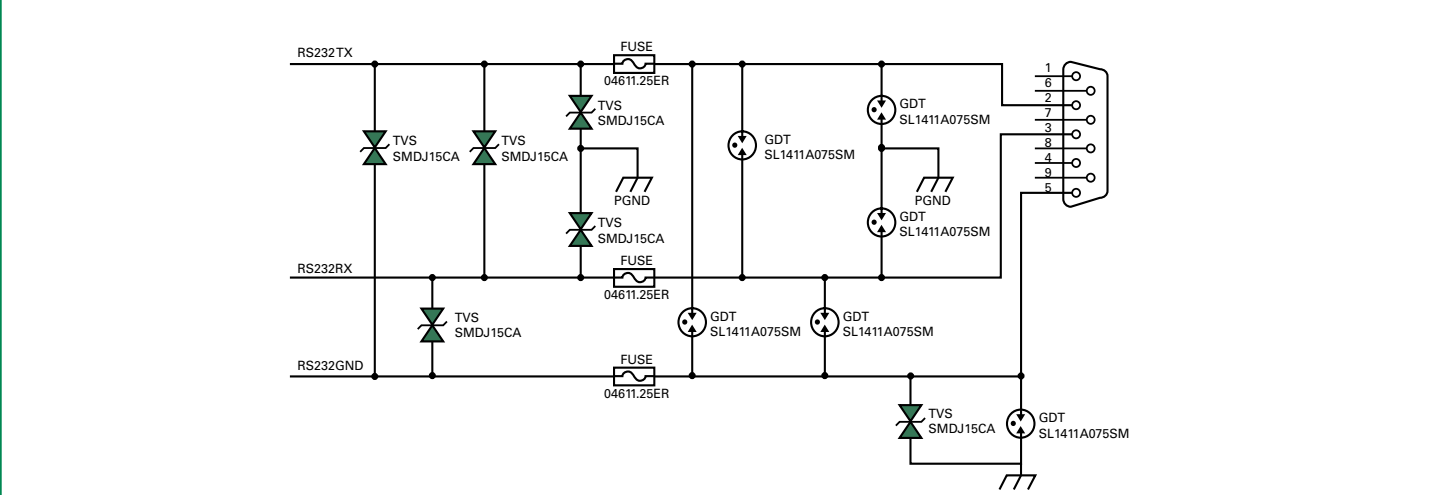 RS232TX
FUSE
04611.25ER
TVS
SMDJ15CA
TVS
SMDJ15CA
TVS
SMDJ15CA
PGND
TVS
SMDJ15CA
GDT
SL1411A075SM
GDT
SL1411A075SM
PGND
GDT
SL1411A075SM
1
6
2
7
3
8
4
9
5
RS232RX
FUSE
04611.25ER
TVS
SMDJ15CA
GDT
SL1411A075SM
GDT
SL1411A075SM
RS232GND
FUSE
04611.25ER
TVS
SMDJ15CA
GDT
SL1411A075SM